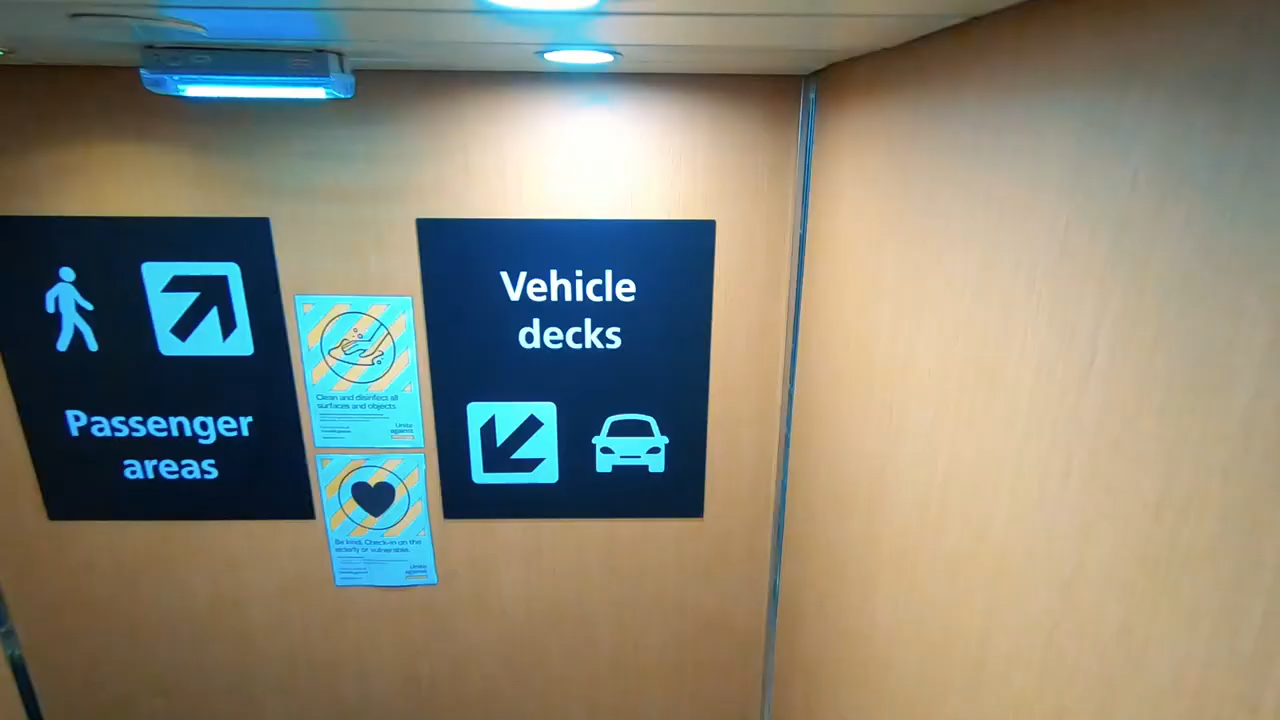 Passenger
areas
Clean and disinfect all
surfaces and objects
Unite
against
Be kind. Check-in on the
elderly or vulnerable.
Unite
against
Vehicle
decks